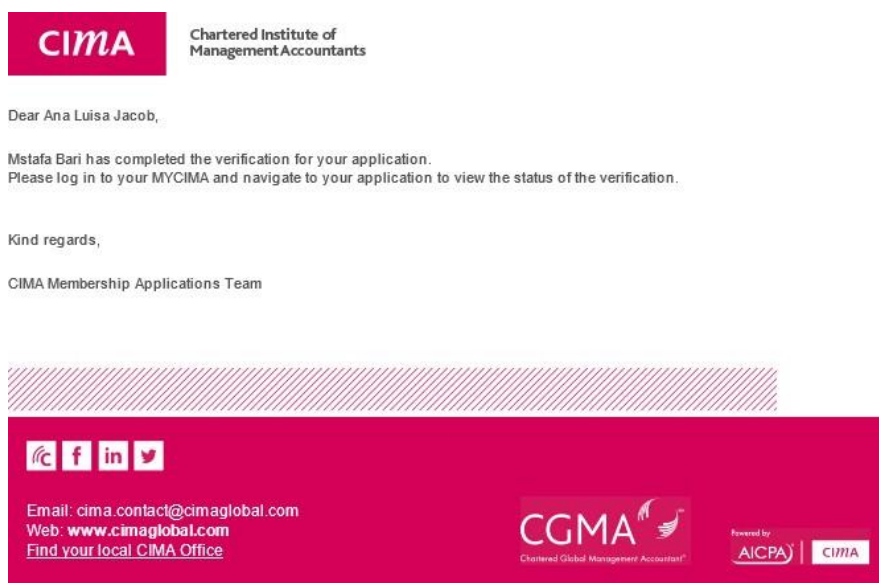 CIMA
Chartered Institute of
Management Accountants
Dear Ana Luisa Jacob,
Mstafa Bari has completed the verification for your application.
Please log in to your MYCIMA and navigate to your application to view the status of the verification.
Kind regards,
CIMA Membership Applications Team
f in
Email: cima.contact@cimaglobal.com
Web: www.cimaglobal.com
Find your local CIMA Office
CGMA
Chartered Global Management Accountant
Powered by
AICPA CIMA